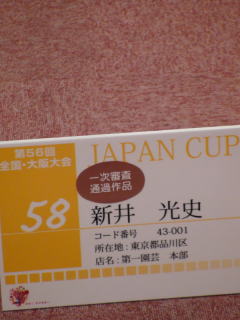 第56回
全国・大阪大会
JAPAN CUP
一次審査
通過作品
58
新井 光史
コード番号 43-001
所在地：東京都品川区
店名：第一園芸 本部